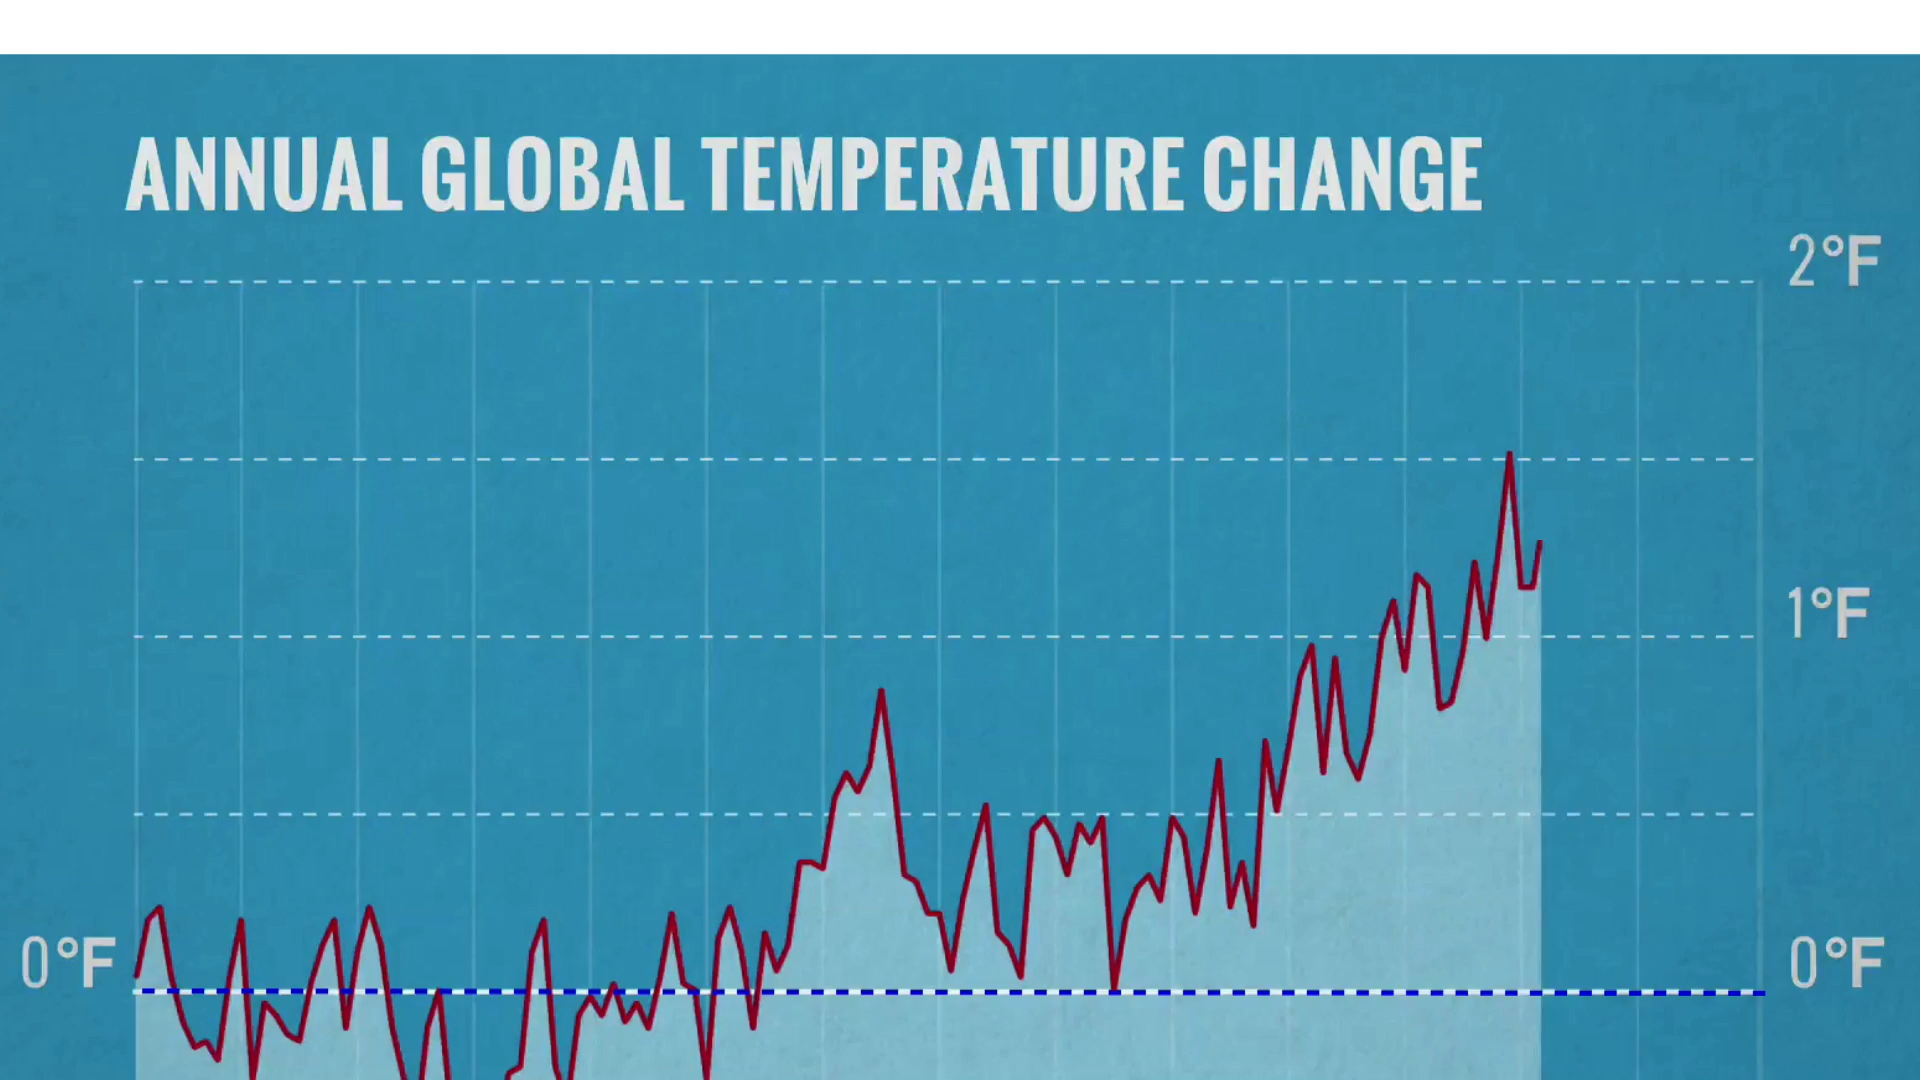 ANNUAL GLOBAL TEMPERATURE CHANGE
2°F
1°F
0°F
0°F